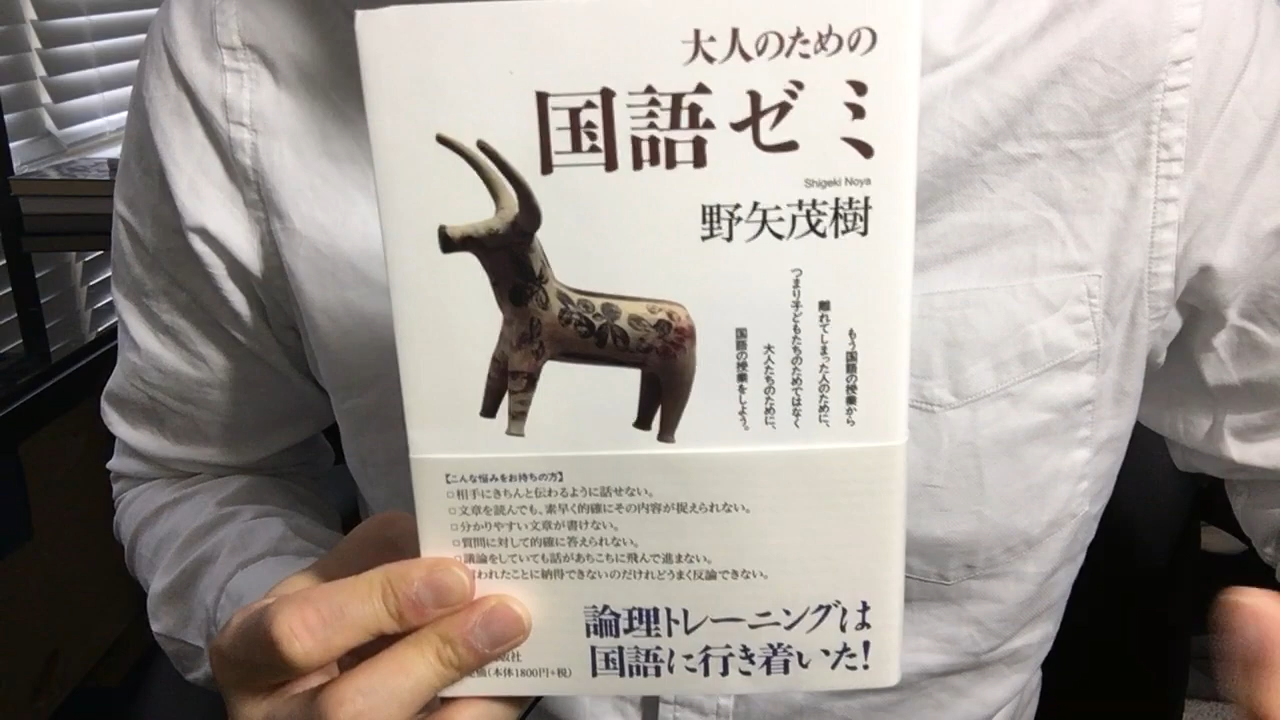 大人のための
国語ゼミ
Shigeki Noya
野矢茂樹
もう国語の授業から
離れてしまった人のために、
つまり子どもたちのためではなく
大人たちのために、
国語の授業をしよう。
【こんな悩みをお持ちの方】
□相手にきちんと伝わるように話せない。
□文章を読んでも、素早く的確にその内容が捉えられない。
□分かりやすい文章が書けない。
□質問に対して的確に答えられない。
□議論をしていても話があちこちに飛んで進まない。
われたことに納得できないのだけれどうまく反論できない。
論理トレーニングは
国語に行き着いた!
版社
価(本体1800円+税)